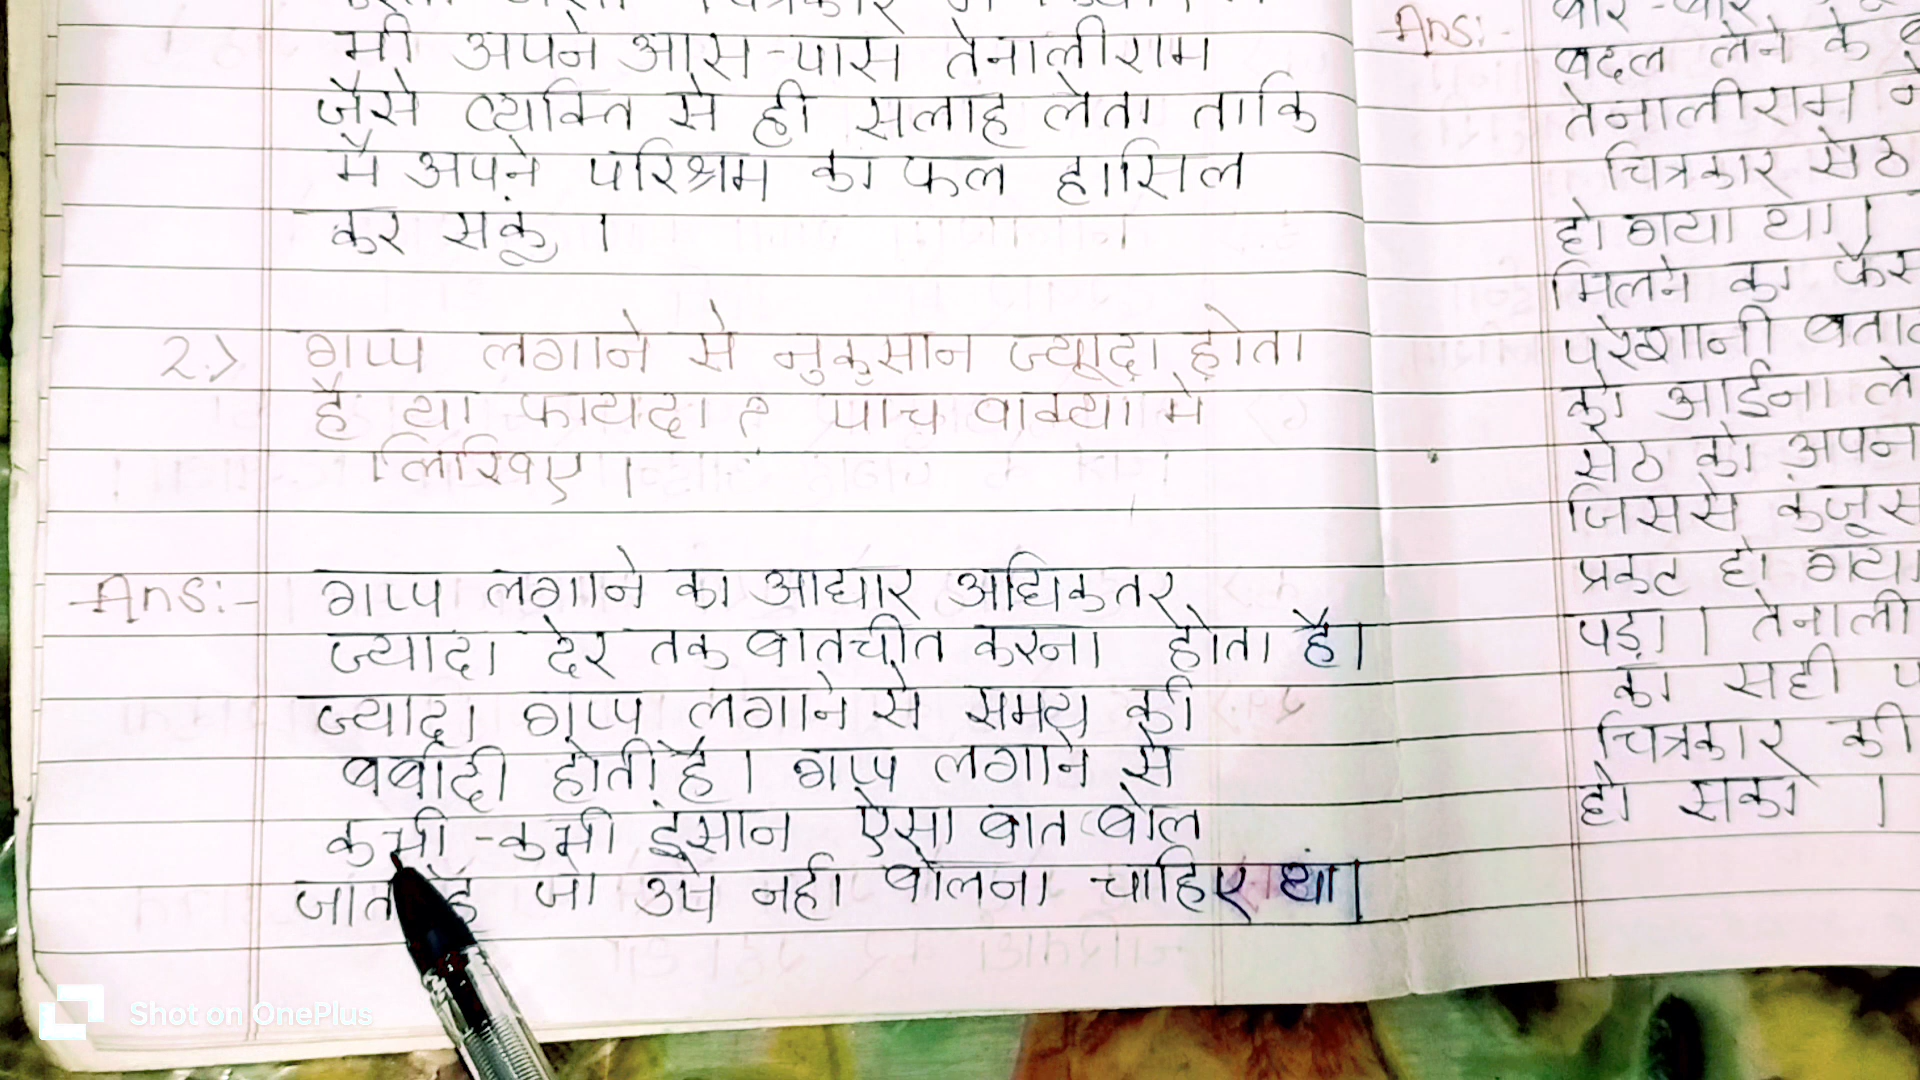 भी अपने आस-पास तेनालीराम
जैसे व्यक्ति से ही सलाह लेता ताकि
मै अपने परिश्रम का फल हासिल
कर सकूं ।
2.) गप्प लगाने से नुकुसान ज्यादा होता
है या फायदा ? पाच वाक्या मे
लिखिए ।
Ans:- गप्प लगाने का आधार अधिकतर
ज्यादा देर तक बातचीत करना होता है।
ज्यादा गप्प लगाने से समय की
बर्बादी होती है। गप्प लगाने से
कभी-कभी इंसान ऐसा बात बोल
जाता है जो उसे नही बोलना चाहिए था।
Ans:- बार-बार
बदल लेने के
तेनालीराम
चित्रकार सेठ
हो गया था।
मिलने का
परेशानी
को आईना ले
सेठ को अपन
जिससे कंजूस
प्रकट हो गया
पड़ा। तेनाली
का सही
चित्रकार की
हो सका ।
Shot on OnePlus